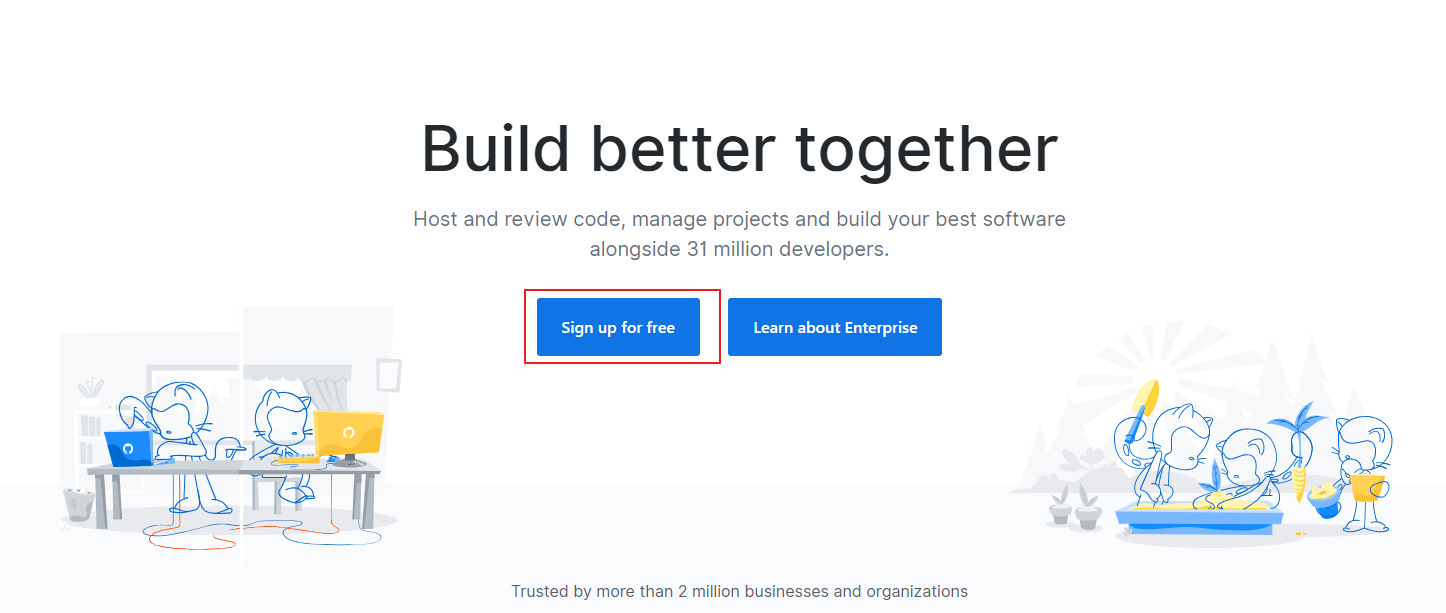 Build better together
Host and review code, manage projects and build your best software
alongside 31 million developers.
Sign up for free
Learn about Enterprise
Trusted by more than 2 million businesses and organizations